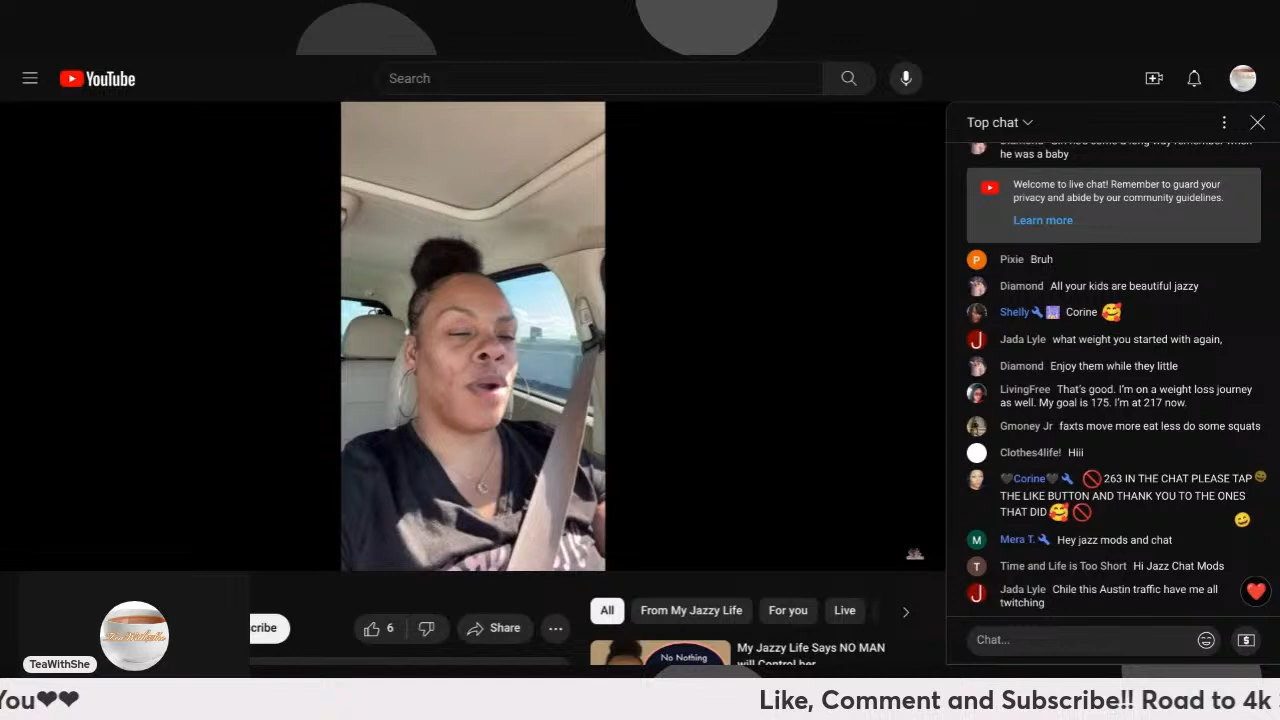 YouTube
Search
Top chat
he was a baby
Welcome to live chat! Remember to guard your
privacy and abide by our community guidelines.
Learn more
P
Pixie Bruh
Diamond All your kids are beautiful jazzy
Shelly Corine 🥰
J
Jada Lyle what weight you started with again,
Diamond Enjoy them while they little
LivingFree That's good. I'm on a weight loss journey
as well. My goal is 175. I'm at 217 now.
Gmoney Jr faxts move more eat less do some squats
Clothes4life! Hiii
🖤Corine🖤 🚫263 IN THE CHAT PLEASE TAP
THE LIKE BUTTON AND THANK YOU TO THE ONES
THAT DID🥰🚫
M
Mera T. Hey jazz mods and chat
T
Time and Life is Too Short Hi Jazz Chat Mods
J
Jada Lyle Chile this Austin traffic have me all
twitching
Chat...
cribe
6
Share
All
From My Jazzy Life
For you
Live
No Nothing
My Jazzy Life Says NO MAN
will Control her
TeaWithShe
TeaWithShe
You❤❤
Like, Comment and Subscribe!! Road to 4k